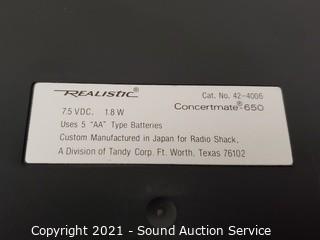 REALISTIC® Cat. No. 42-4006
Concertmate®-650
7.5 VDC. 1.8 W
Uses 5 "AA" Type Batteries
Custom Manufactured in Japan for Radio Shack,
A Division of Tandy Corp. Ft. Worth, Texas 76102
Copyright 2021 - Sound Auction Service